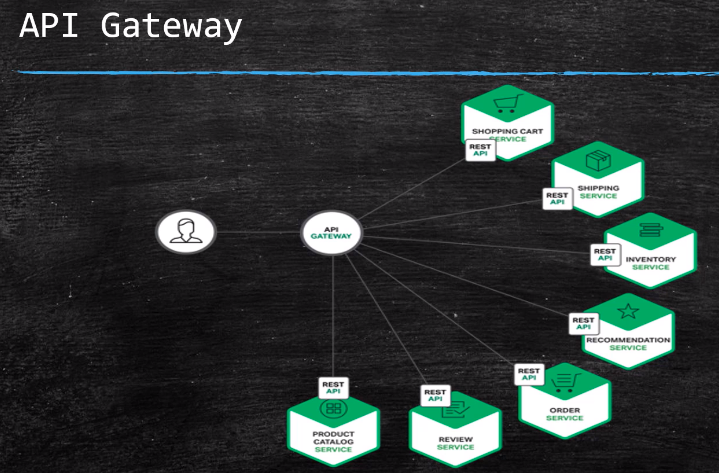 API Gateway
SHOPPING CART
SERVICE
REST
API
SHIPPING
SERVICE
REST
API
API
GATEWAY
INVENTORY
SERVICE
REST
API
RECOMMENDATION
SERVICE
REST
API
ORDER
SERVICE
REST
API
REVIEW
SERVICE
REST
API
PRODUCT
CATALOG
SERVICE
REST
API